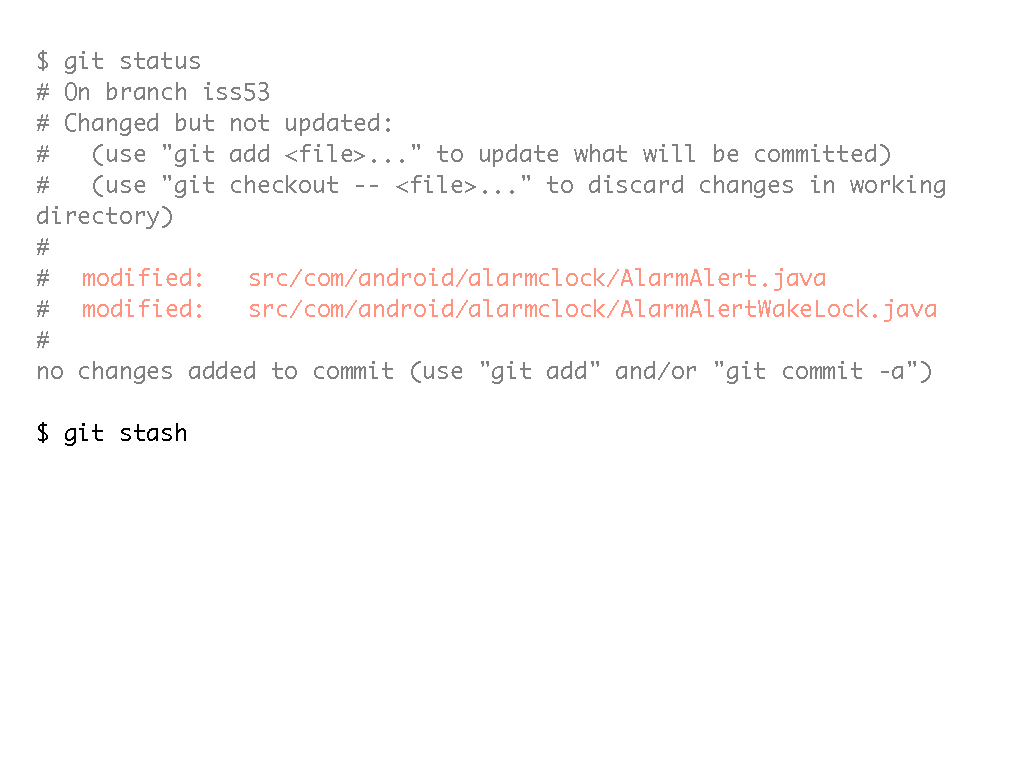 $ git status
# On branch iss53
# Changed but not updated:
#   (use "git add <file>..." to update what will be committed)
#   (use "git checkout -- <file>..." to discard changes in working
directory)
#
#  modified:   src/com/android/alarmclock/AlarmAlert.java
#  modified:   src/com/android/alarmclock/AlarmAlertWakeLock.java
#
no changes added to commit (use "git add" and/or "git commit -a")
$ git stash